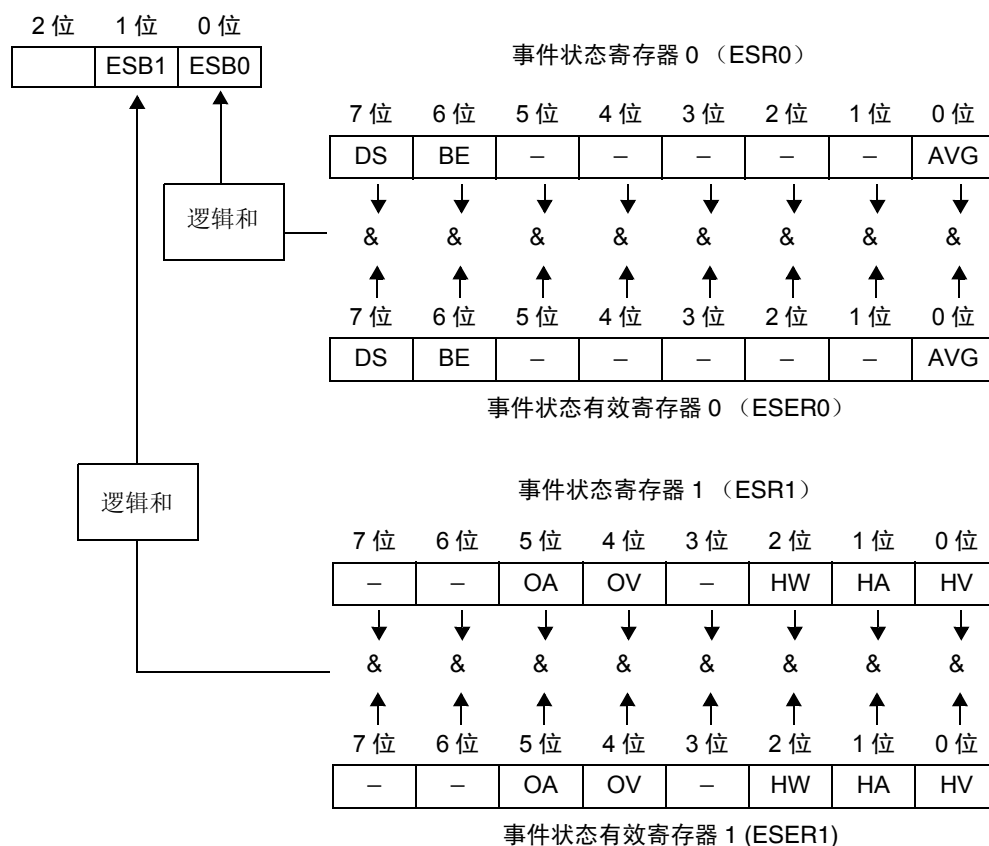 2 位 1 位 0 位
ESB1 ESB0
事件状态寄存器 0 （ESR0）
7 位 6 位 5 位 4 位 3 位 2 位 1 位 0 位
DS BE – – – – – AVG
逻辑和
& & & & & & & &
7 位 6 位 5 位 4 位 3 位 2 位 1 位 0 位
DS BE – – – – – AVG
事件状态有效寄存器 0 （ESER0）
逻辑和
事件状态寄存器 1 （ESR1）
7 位 6 位 5 位 4 位 3 位 2 位 1 位 0 位
– – OA OV – HW HA HV
& & & & & & & &
7 位 6 位 5 位 4 位 3 位 2 位 1 位 0 位
– – OA OV – HW HA HV
事件状态有效寄存器 1 (ESER1)